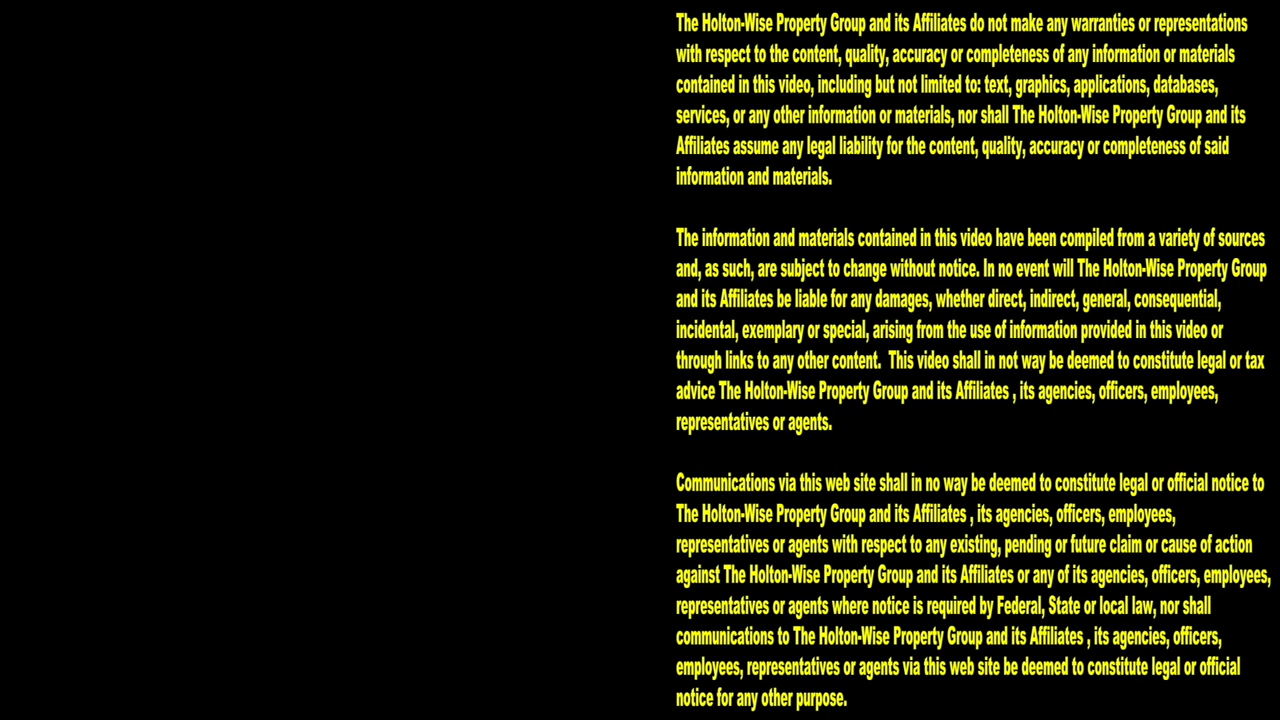 The Holton-Wise Property Group and its Affiliates do not make any warranties or representations
with respect to the content, quality, accuracy or completeness of any information or materials
contained in this video, including but not limited to: text, graphics, applications, databases,
services, or any other information or materials, nor shall The Holton-Wise Property Group and its
Affiliates assume any legal liability for the content, quality, accuracy or completeness of said
information and materials.
The information and materials contained in this video have been compiled from a variety of sources
and, as such, are subject to change without notice. In no event will The Holton-Wise Property Group
and its Affiliates be liable for any damages, whether direct, indirect, general, consequential,
incidental, exemplary or special, arising from the use of information provided in this video or
through links to any other content.  This video shall in not way be deemed to constitute legal or tax
advice The Holton-Wise Property Group and its Affiliates , its agencies, officers, employees,
representatives or agents.
Communications via this web site shall in no way be deemed to constitute legal or official notice to
The Holton-Wise Property Group and its Affiliates , its agencies, officers, employees,
representatives or agents with respect to any existing, pending or future claim or cause of action
against The Holton-Wise Property Group and its Affiliates or any of its agencies, officers, employees,
representatives or agents where notice is required by Federal, State or local law, nor shall
communications to The Holton-Wise Property Group and its Affiliates , its agencies, officers,
employees, representatives or agents via this web site be deemed to constitute legal or official
notice for any other purpose.